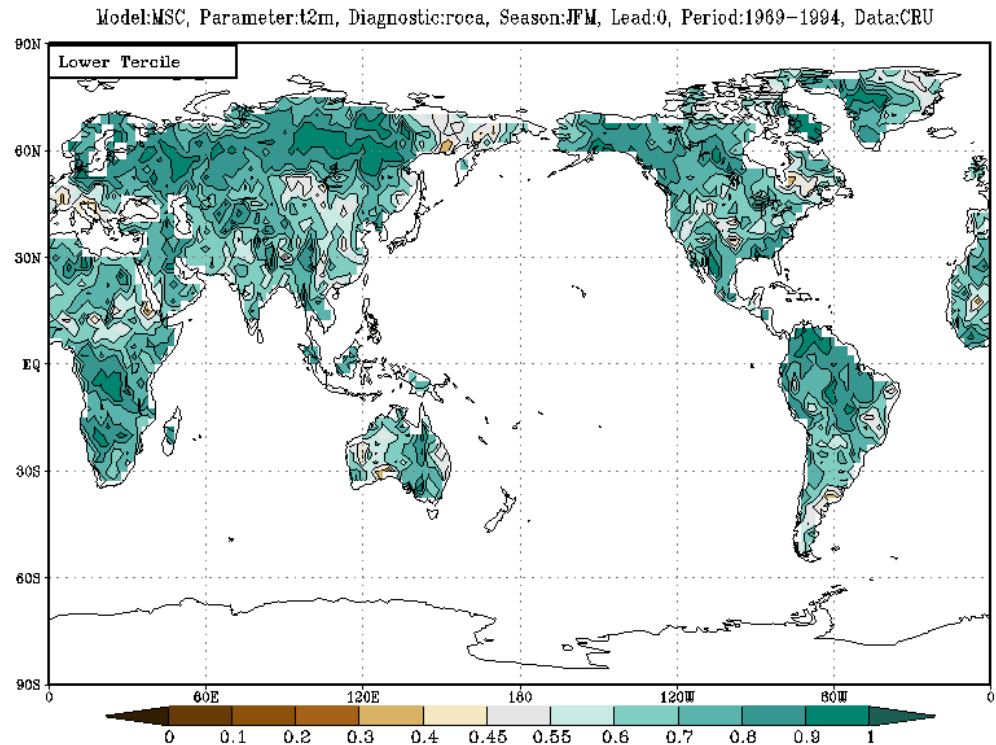 Model:MSC, Parameter:t2m, Diagnostic:roca, Season:JFM, Lead:0, Period:1969-1994, Data:CRU
Lower Tercile
90N
60N
30N
EQ
30S
60S
90S
0 60E 120E 180 120W 60W 0
0 0.1 0.2 0.3 0.4 0.45 0.55 0.6 0.7 0.8 0.9 1